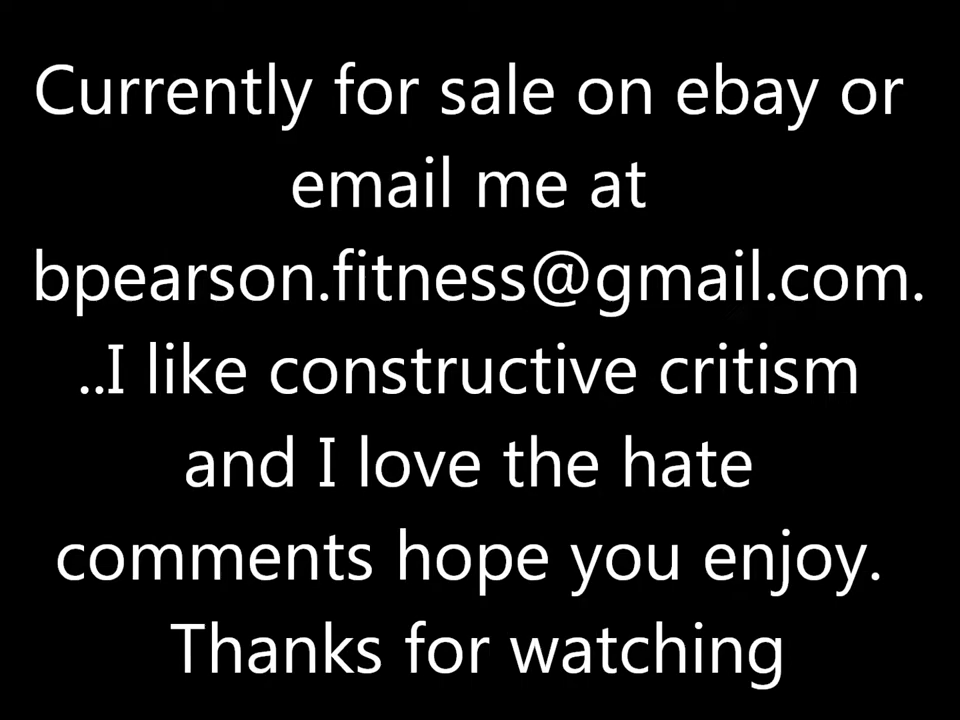 Currently for sale on ebay or
email me at
bpearson.fitness@gmail.com.
..I like constructive critism
and I love the hate
comments hope you enjoy.
Thanks for watching